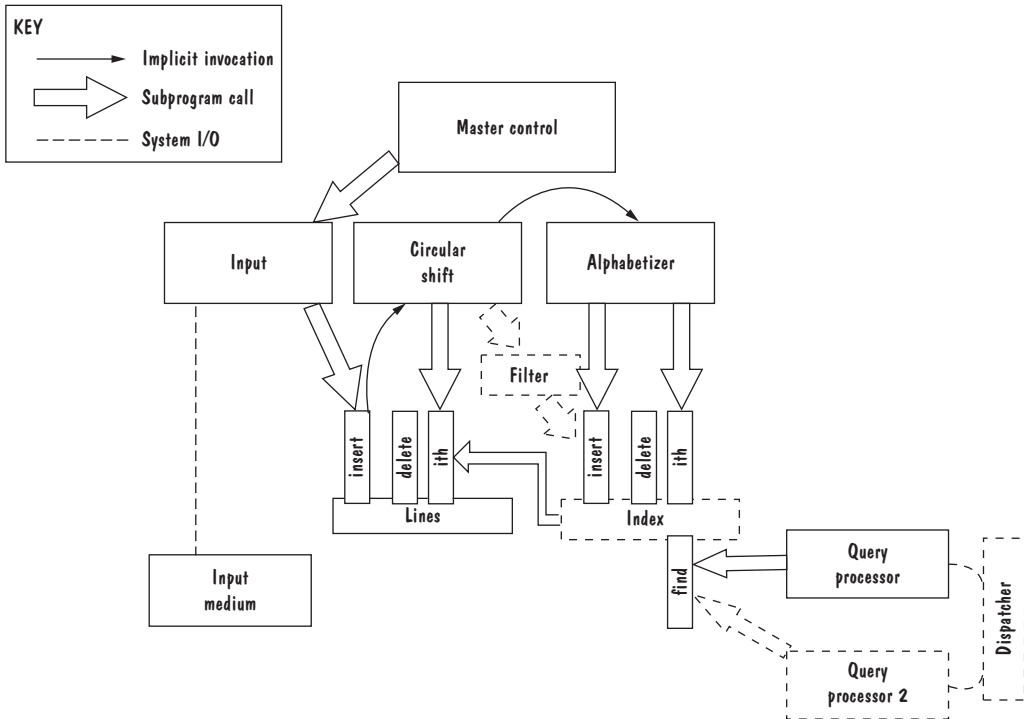 KEY
Implicit invocation
Subprogram call
System I/O
Master control
Input
Circular
shift
Alphabetizer
Filter
insert
delete
ith
insert
delete
ith
Lines
Index
find
Input
medium
Query
processor
Dispatcher
Query
processor 2